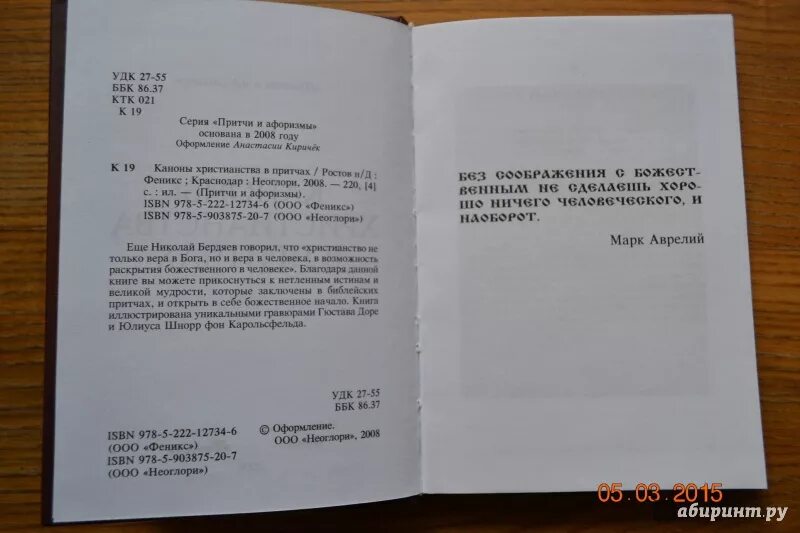 УДК 27-55
ББК 86.37
КТК 021
К 19
Серия «Притчи и афоризмы»
основана в 2008 году
Оформление Анастасии Киричёк
К 19 Каноны христианства в притчах / Ростов н/Д :
Феникс ; Краснодар : Неоглори, 2008. — 220, [4]
с. : ил. — (Притчи и афоризмы).
ISBN 978-5-222-12734-6 (ООО «Феникс»)
ISBN 978-5-903875-20-7 (ООО «Неоглори»)
Еще Николай Бердяев говорил, что «христианство не
только вера в Бога, но и вера в человека, в возможность
раскрытия божественного в человеке». Благодаря данной
книге вы можете прикоснуться к нетленным истинам и
великой мудрости, которые заключены в библейских
притчах, и открыть в себе божественное начало. Книга
иллюстрирована уникальными гравюрами Гюстава Доре
и Юлиуса Шнорр фон Карольсфельда.
УДК 27-55
ББК 86.37
ISBN 978-5-222-12734-6
(ООО «Феникс»)
ISBN 978-5-903875-20-7
(ООО «Неоглори»)
© Оформление.
ООО «Неоглори», 2008
БЕЗ СООБРАЖЕНИЯ С БОЖЕСТ-
ВЕННЫМ НЕ СДЕЛАЕШЬ ХОРО-
ШО НИЧЕГО ЧЕЛОВЕЧЕСКОГО, И
НАОБОРОТ.
Марк Аврелий
05.03.2015
абиринт.ру